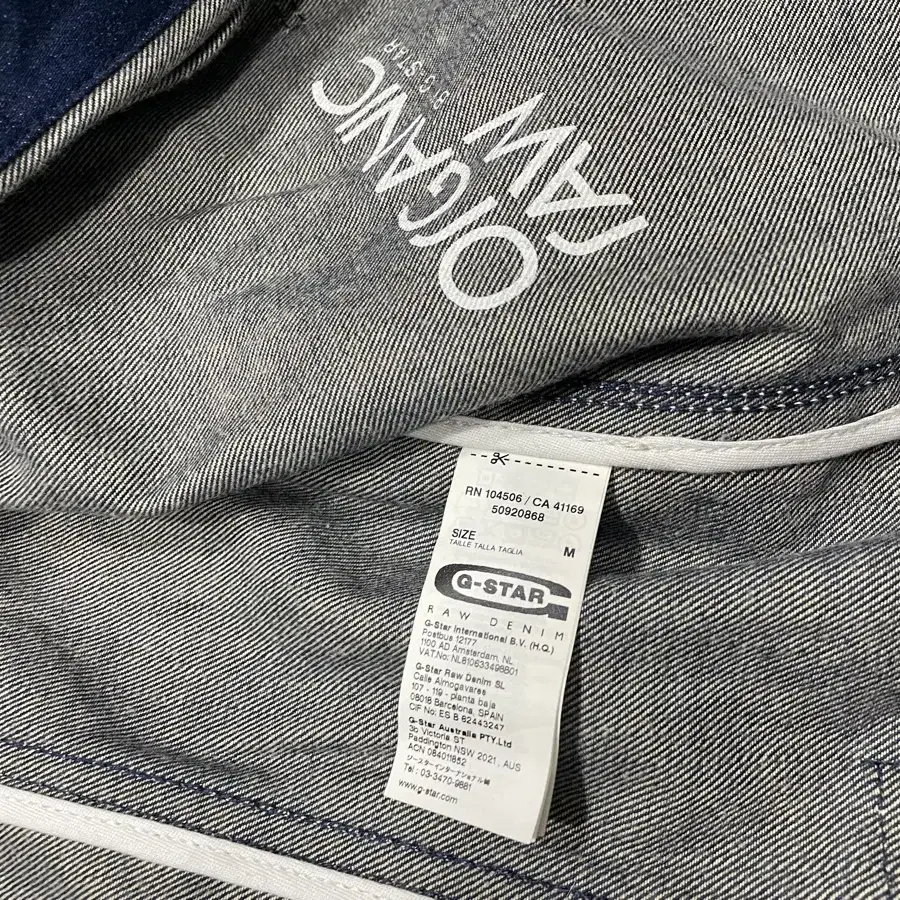 ORGANIC
RAW
BY G-STAR
RN 104506 / CA 41169
50920868
SIZE M
TAILLE TALLA TAGLIA
G-STAR
RAW DENIM
G-Star International B.V. (H.Q.)
Postbus 12177
1100 AD Amsterdam, NL
VAT.No: NL810633498B01
G-Star Raw Denim SL
Calle Almogavares
107 - 119 - planta baja
08018 Barcelona, SPAIN
CIF No: ES B 62443247
G-Star Australia PTY.Ltd
3b Victoria ST
Paddington NSW 2021, AUS
ACN 084011852
ジースターインターナショナル㈱
Tel : 03-3470-9881
www.g-star.com